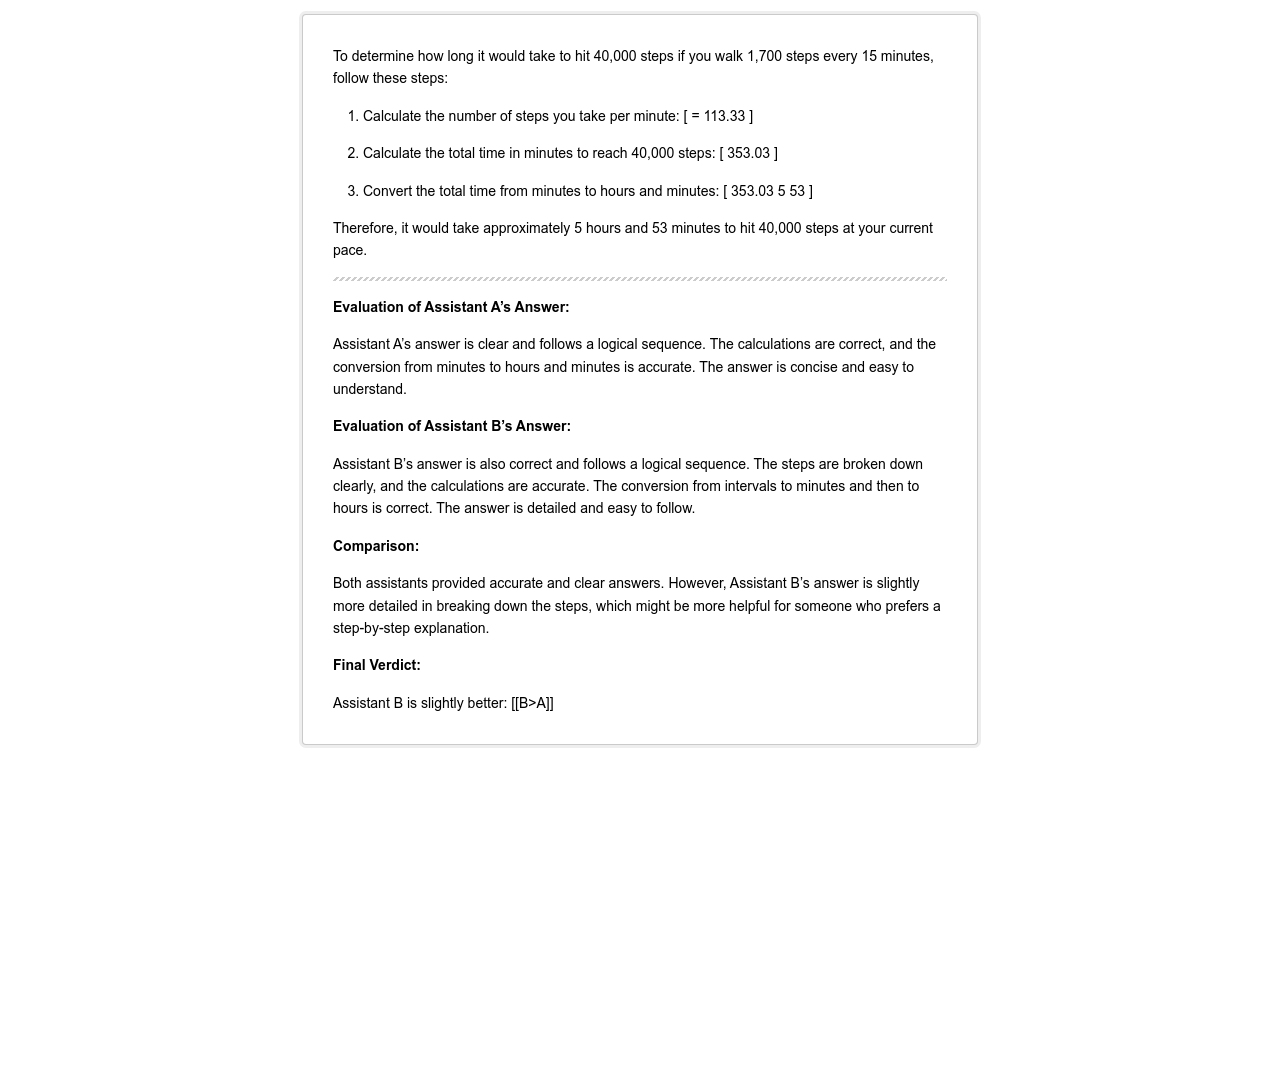 To determine how long it would take to hit 40,000 steps if you walk 1,700 steps every 15 minutes,
follow these steps:
1. Calculate the number of steps you take per minute: [ = 113.33 ]
2. Calculate the total time in minutes to reach 40,000 steps: [ 353.03 ]
3. Convert the total time from minutes to hours and minutes: [ 353.03 5 53 ]
Therefore, it would take approximately 5 hours and 53 minutes to hit 40,000 steps at your current
pace.
Evaluation of Assistant A’s Answer:
Assistant A’s answer is clear and follows a logical sequence. The calculations are correct, and the
conversion from minutes to hours and minutes is accurate. The answer is concise and easy to
understand.
Evaluation of Assistant B’s Answer:
Assistant B’s answer is also correct and follows a logical sequence. The steps are broken down
clearly, and the calculations are accurate. The conversion from intervals to minutes and then to
hours is correct. The answer is detailed and easy to follow.
Comparison:
Both assistants provided accurate and clear answers. However, Assistant B’s answer is slightly
more detailed in breaking down the steps, which might be more helpful for someone who prefers a
step-by-step explanation.
Final Verdict:
Assistant B is slightly better: [[B>A]]